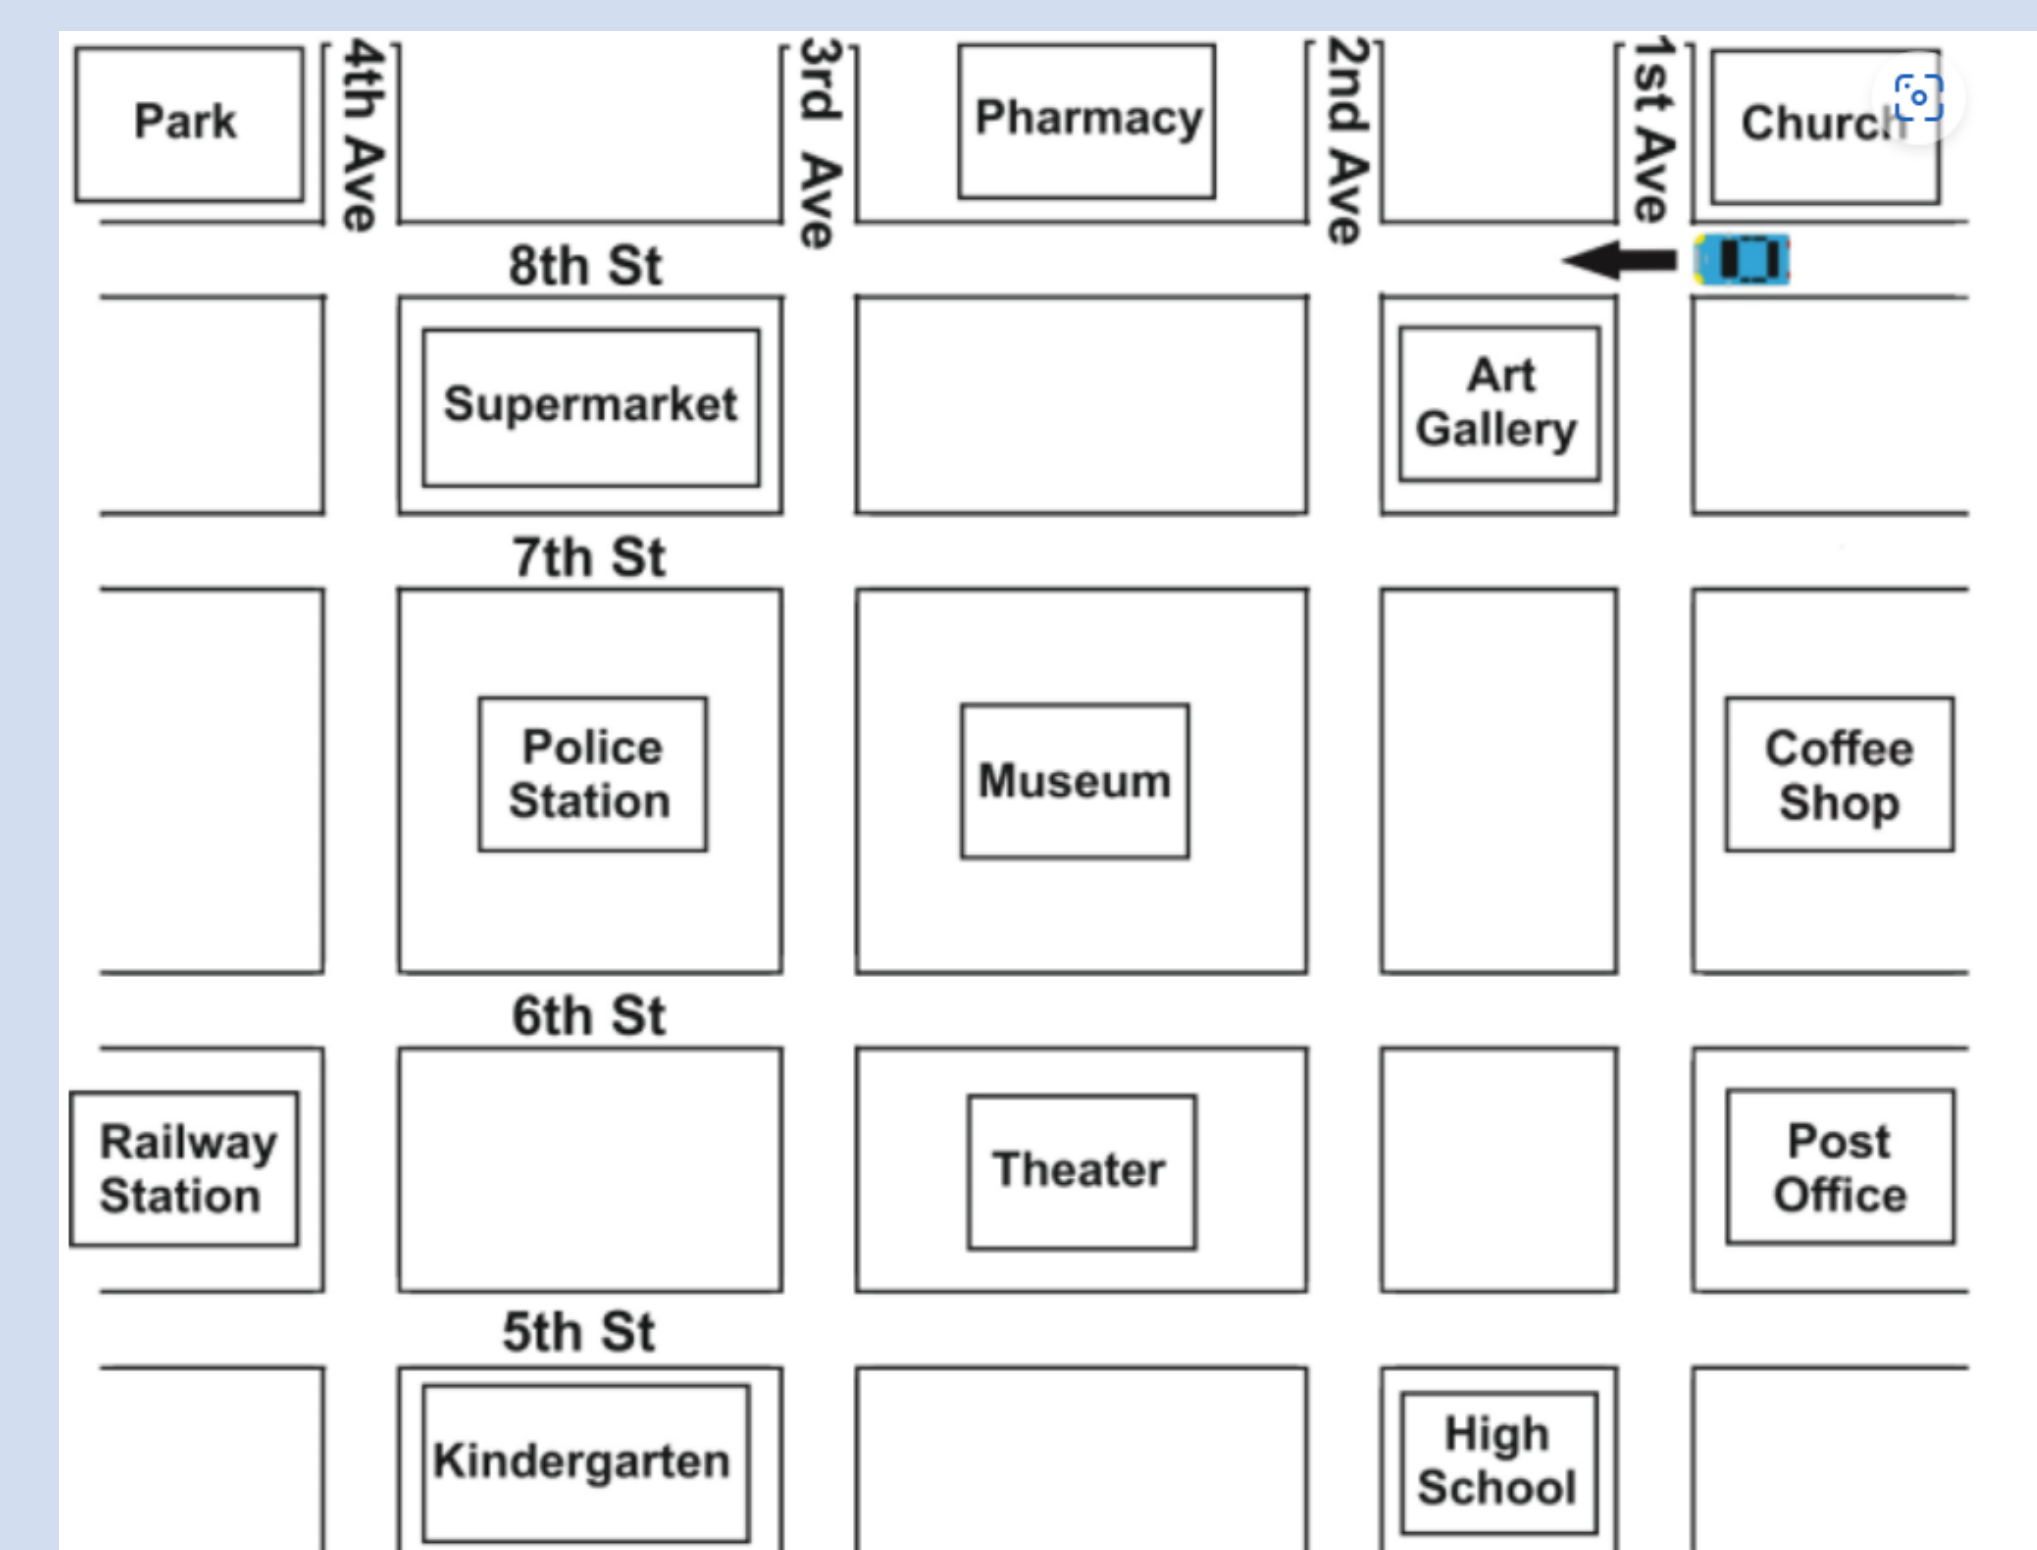 Park
4th Ave
3rd Ave
Pharmacy
2nd Ave
1st Ave
Church
8th St
Supermarket
Art
Gallery
7th St
Police
Station
Museum
Coffee
Shop
6th St
Railway
Station
Theater
Post
Office
5th St
Kindergarten
High
School